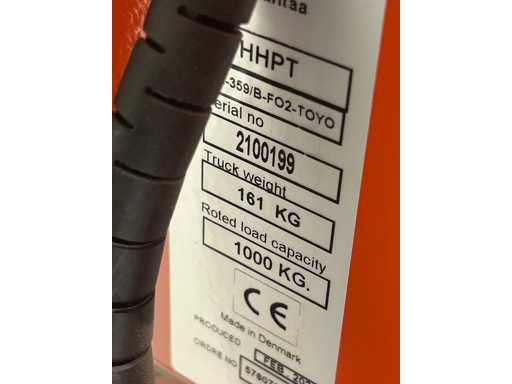 HHPT
-359/B-FO2-TOYO
erial no
2100199
Truck weight
161 KG
Roted load capacity
1000 KG.
CE
Made in Denmark
PRODUCED
FEB. 20
ORDRE NO